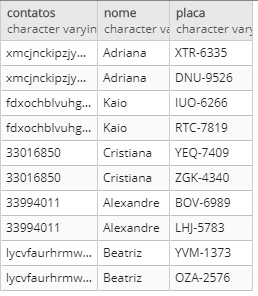 contatos nome placa
character varyin character va character va
xmcjnckipzjy... Adriana XTR-6335
xmcjnckipzjy... Adriana DNU-9526
fdxochblvuhg... Kaio IUO-6266
fdxochblvuhg... Kaio RTC-7819
33016850 Cristiana YEQ-7409
33016850 Cristiana ZGK-4340
33994011 Alexandre BOV-6989
33994011 Alexandre LHJ-5783
lycvfaurhrmw... Beatriz YVM-1373
lycvfaurhrmw... Beatriz OZA-2576